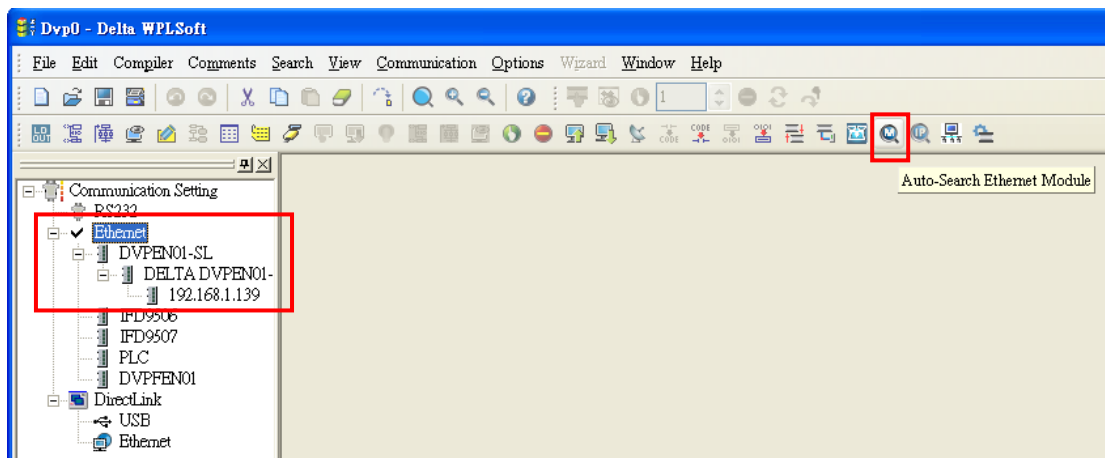 Dvp0 - Delta WPLSoft
File Edit Compiler Comments Search View Communication Options Wizard Window Help
1
Auto-Search Ethernet Module
Communication Setting
RS232
Ethernet
DVPEN01-SL
DELTA DVPEN01-
192.168.1.139
IFD9506
IFD9507
PLC
DVPFEN01
DirectLink
USB
Ethernet